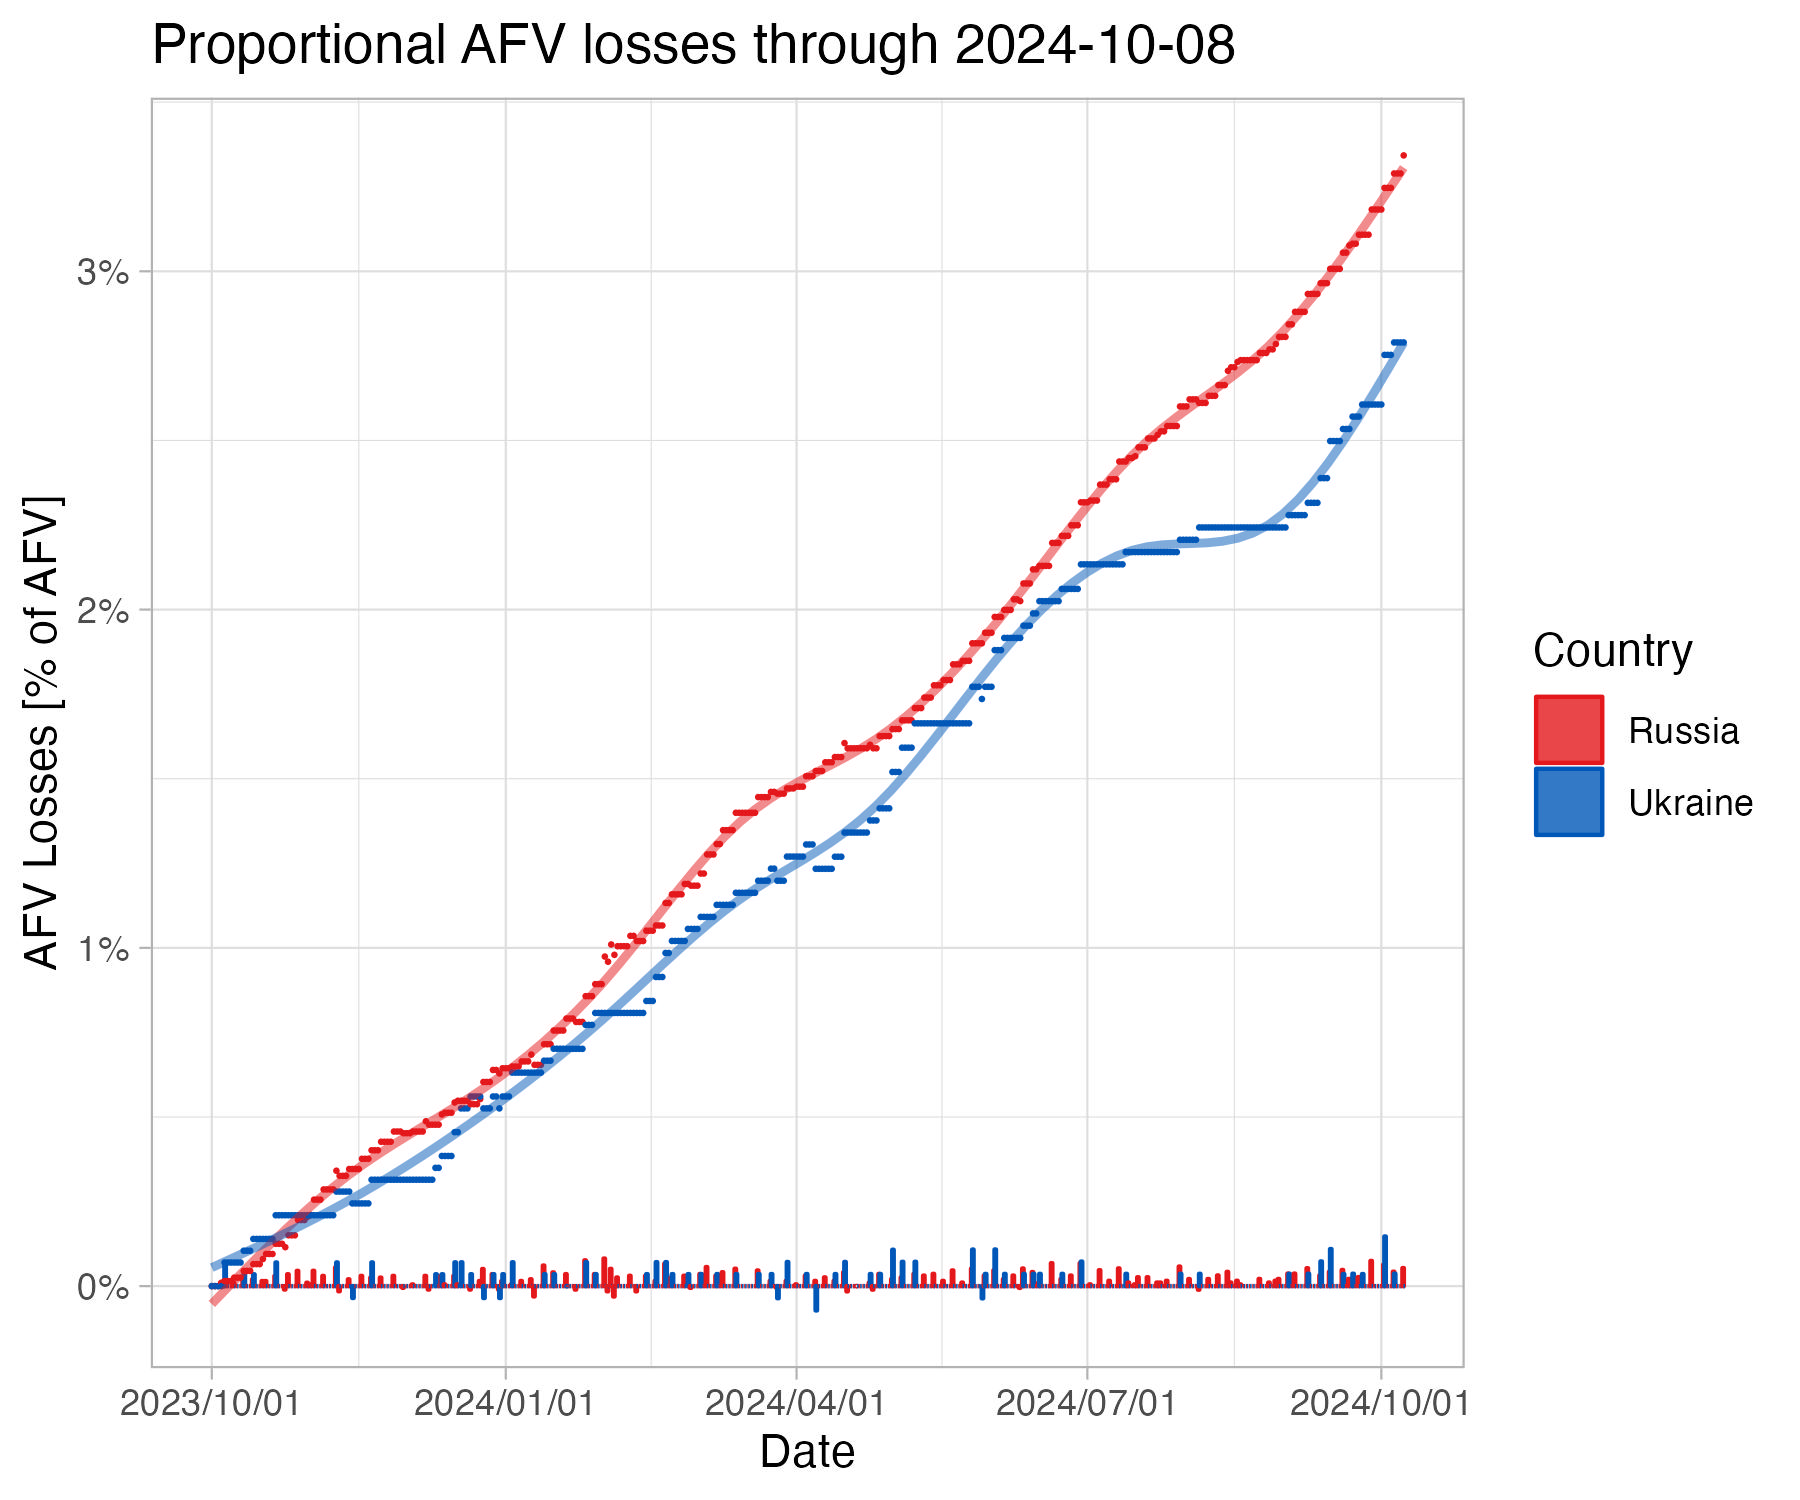 Proportional AFV losses through 2024-10-08
AFV Losses [% of AFV]
3%
2%
1%
0%
2023/10/01
2024/01/01
2024/04/01
2024/07/01
2024/10/01
Date
Country
Russia
Ukraine